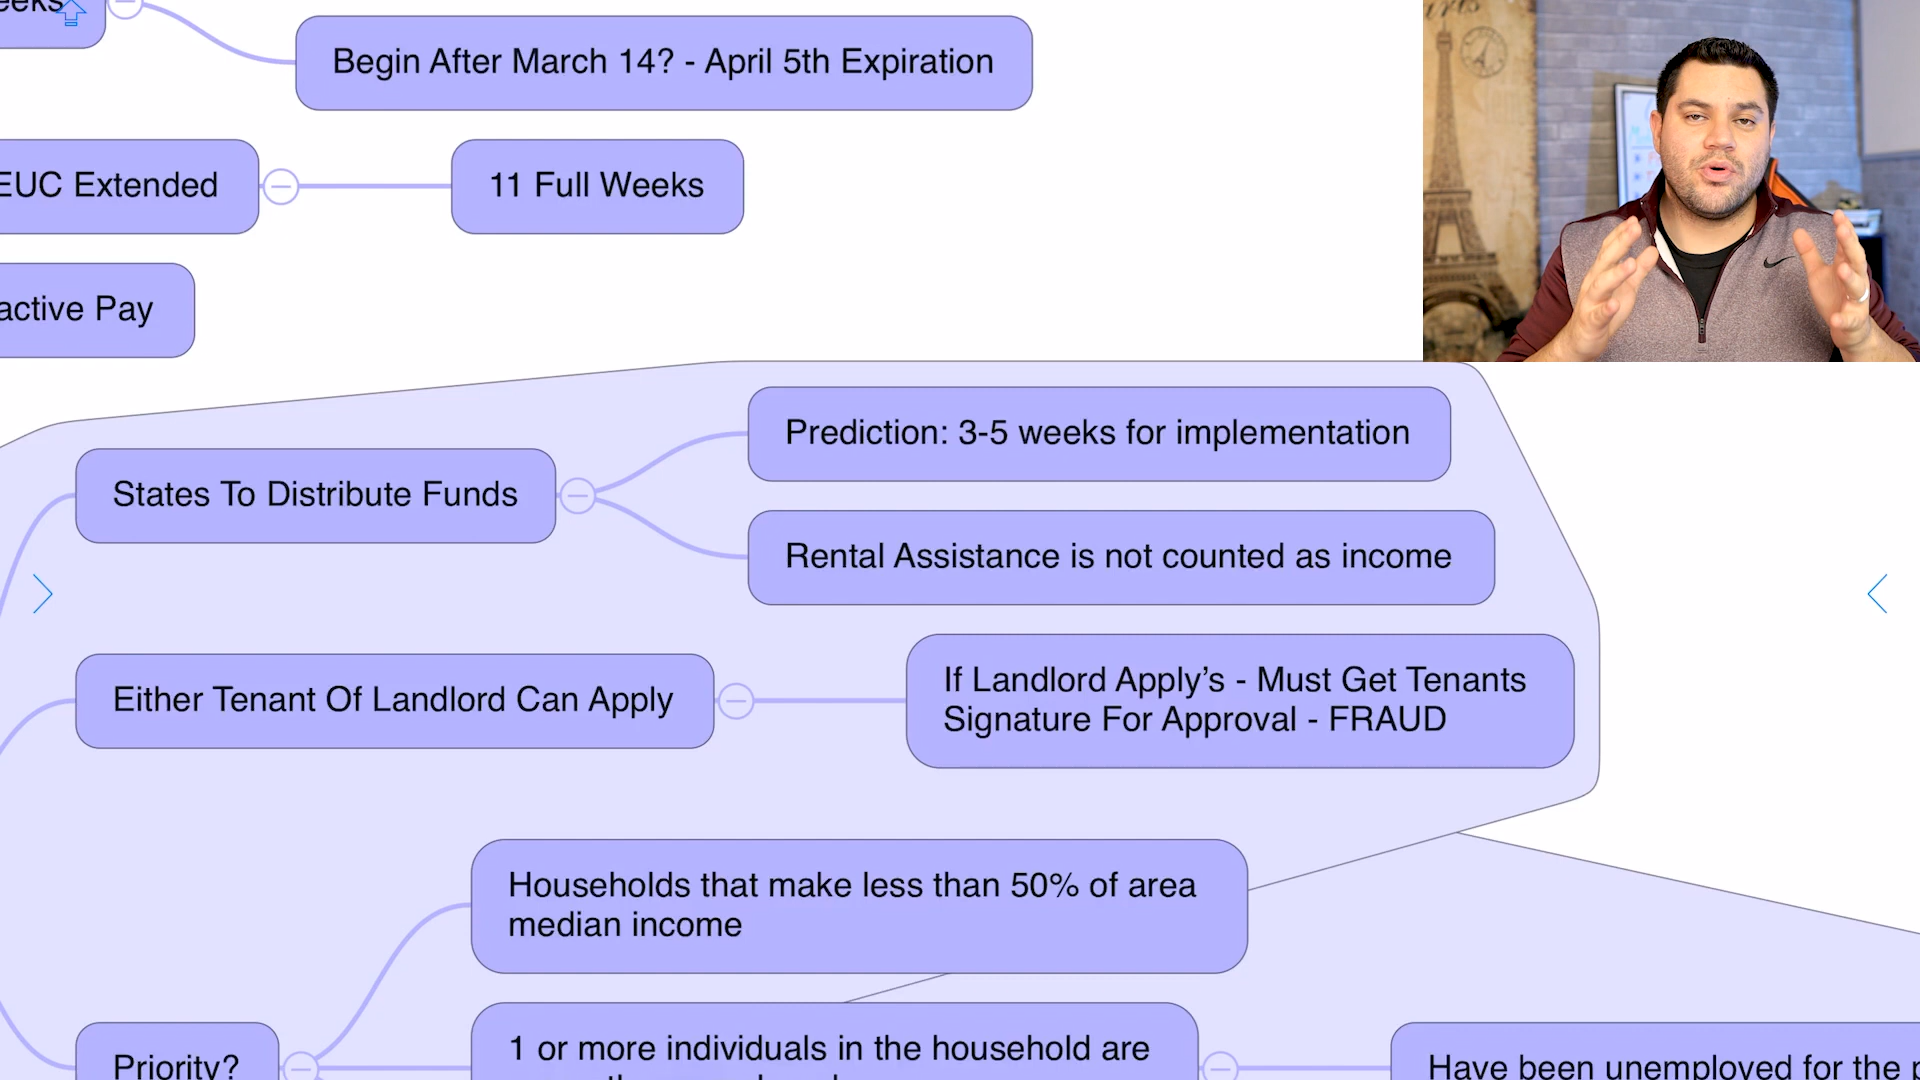 Begin After March 14? - April 5th Expiration
EUC Extended
11 Full Weeks
active Pay
States To Distribute Funds
Prediction: 3-5 weeks for implementation
Rental Assistance is not counted as income
Either Tenant Of Landlord Can Apply
If Landlord Apply’s - Must Get Tenants
Signature For Approval - FRAUD
Households that make less than 50% of area
median income
Priority?
1 or more individuals in the household are
Have been unemployed for the